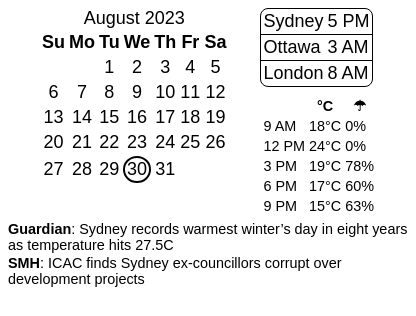 August 2023
Su Mo Tu We Th Fr Sa
1 2 3 4 5
6 7 8 9 10 11 12
13 14 15 16 17 18 19
20 21 22 23 24 25 26
27 28 29 30 31
Sydney 5 PM
Ottawa 3 AM
London 8 AM
°C ☂
9 AM 18°C 0%
12 PM 24°C 0%
3 PM 19°C 78%
6 PM 17°C 60%
9 PM 15°C 63%
Guardian: Sydney records warmest winter’s day in eight years
as temperature hits 27.5C
SMH: ICAC finds Sydney ex-councillors corrupt over
development projects